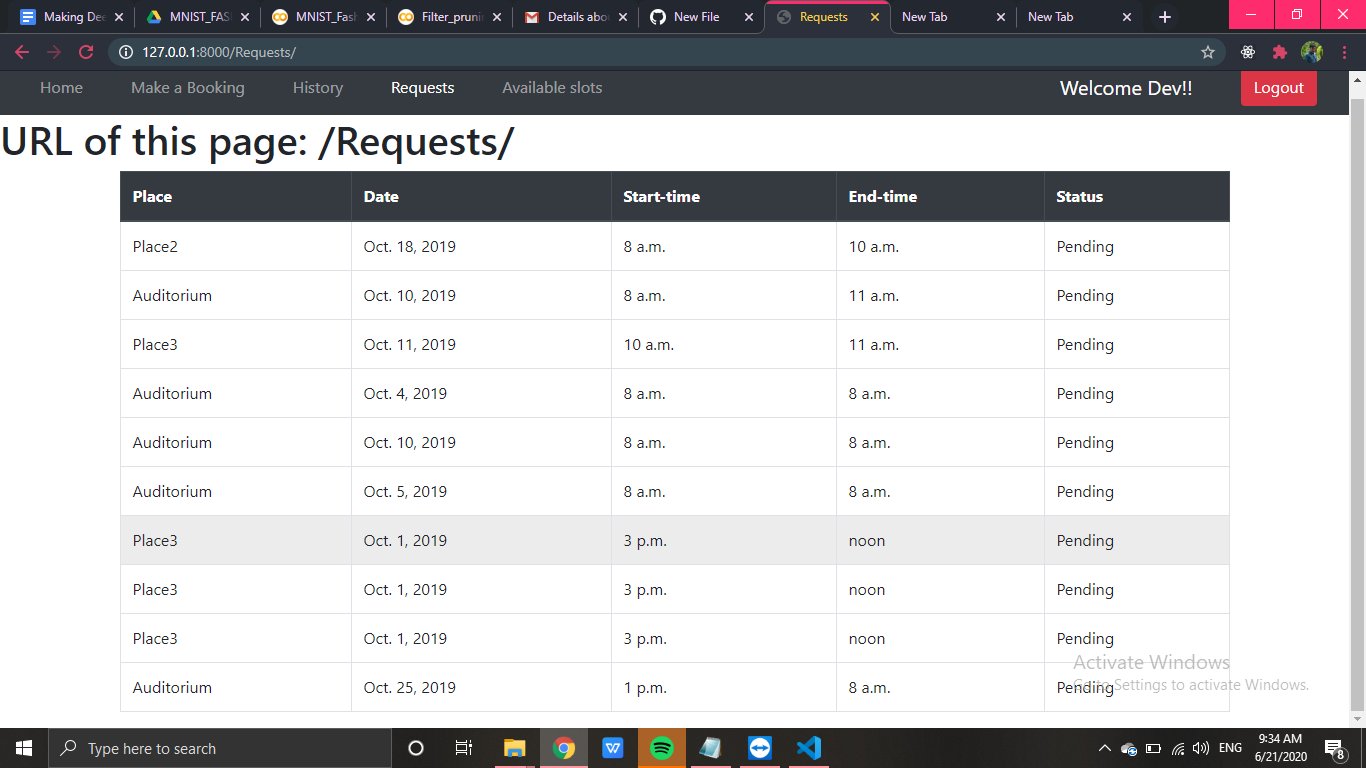 Making Dee MNIST_FAS MNIST_Fash Filter_pruni Details abo New File Requests New Tab New Tab
127.0.0.1:8000/Requests/
Home Make a Booking History Requests Available slots Welcome Dev!! Logout
URL of this page: /Requests/
Place Date Start-time End-time Status
Place2 Oct. 18, 2019 8 a.m. 10 a.m. Pending
Auditorium Oct. 10, 2019 8 a.m. 11 a.m. Pending
Place3 Oct. 11, 2019 10 a.m. 11 a.m. Pending
Auditorium Oct. 4, 2019 8 a.m. 8 a.m. Pending
Auditorium Oct. 10, 2019 8 a.m. 8 a.m. Pending
Auditorium Oct. 5, 2019 8 a.m. 8 a.m. Pending
Place3 Oct. 1, 2019 3 p.m. noon Pending
Place3 Oct. 1, 2019 3 p.m. noon Pending
Place3 Oct. 1, 2019 3 p.m. noon Pending
Auditorium Oct. 25, 2019 1 p.m. 8 a.m. Pending
Activate Windows
Go to Settings to activate Windows.
Type here to search W ENG 9:34 AM
6/21/2020 8